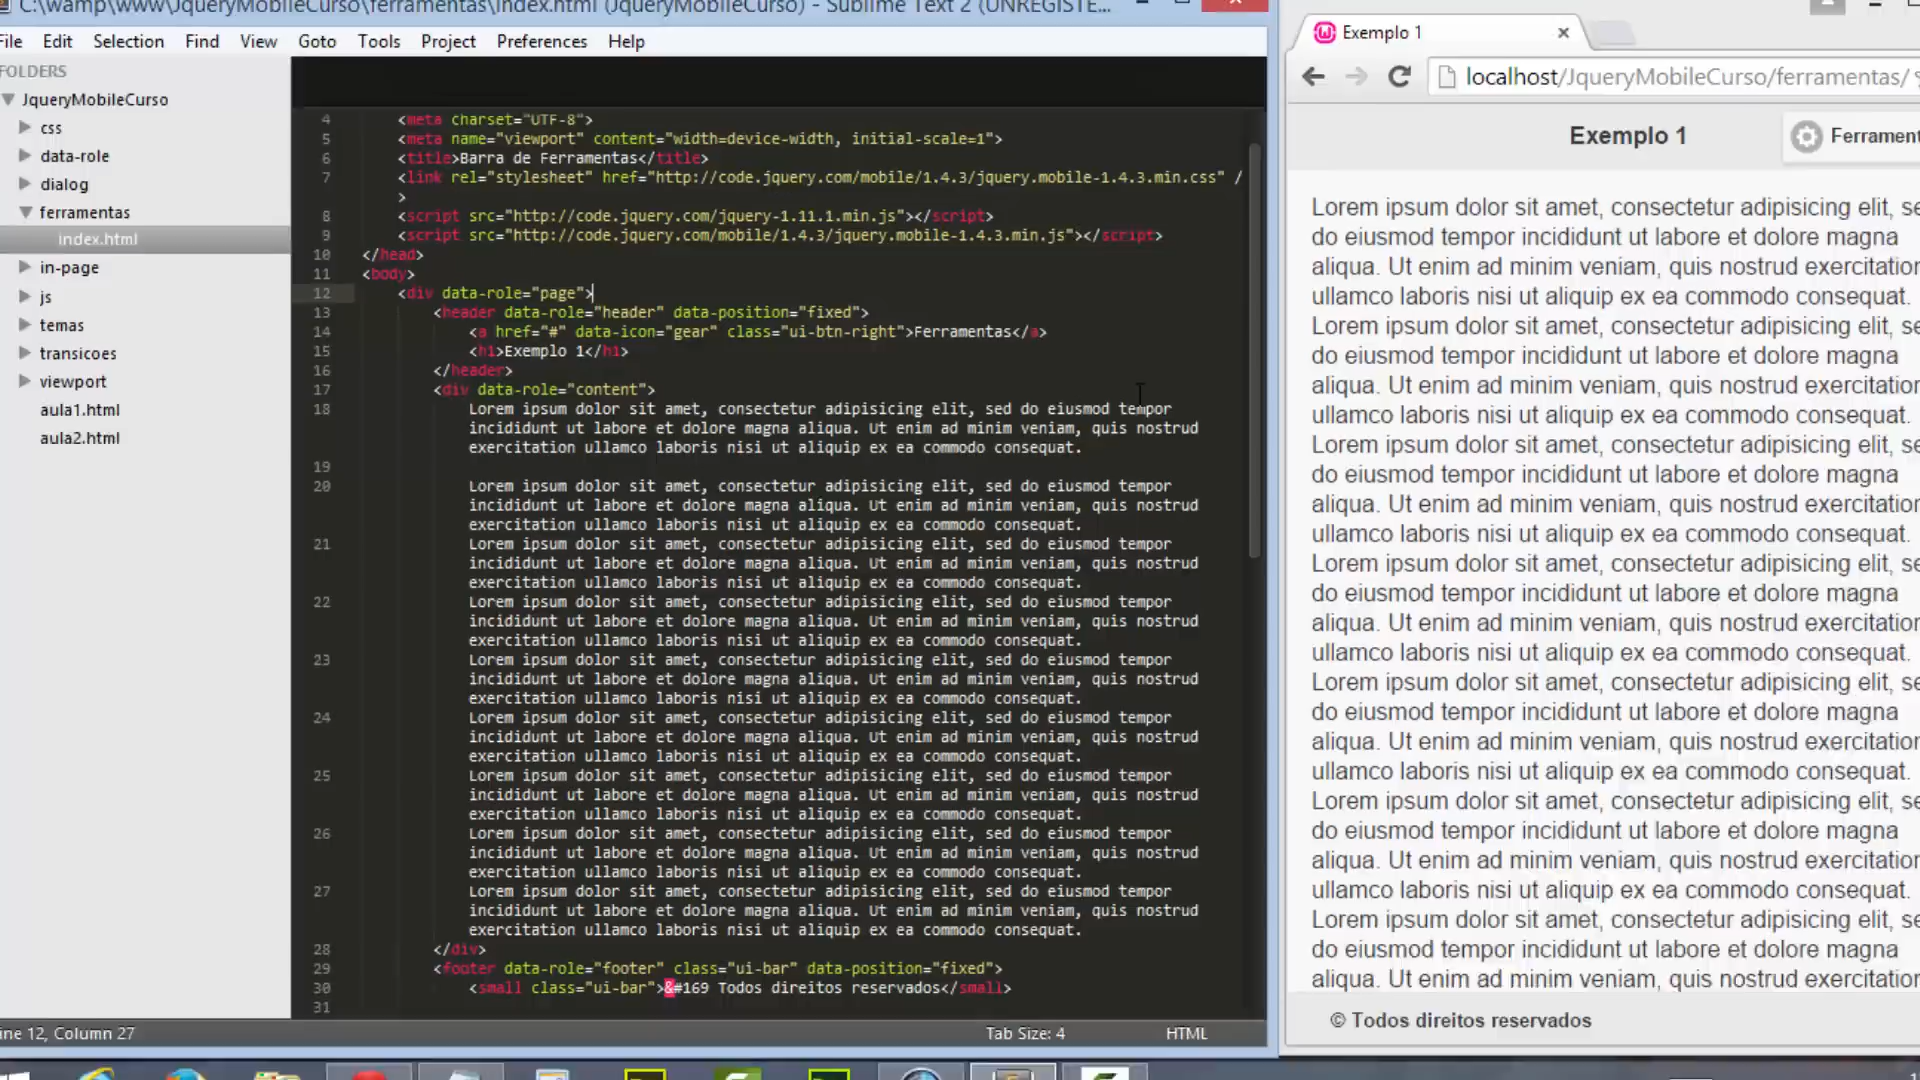 C:\wamp\www\JqueryMobileCurso\ferramentas\index.html (JqueryMobileCurso) - Sublime Text 2 (UNREGISTE...
File Edit Selection Find View Goto Tools Project Preferences Help
FOLDERS
JqueryMobileCurso
css
data-role
dialog
ferramentas
index.html
in-page
js
temas
transicoes
viewport
aula1.html
aula2.html
4 <meta charset="UTF-8">
5 <meta name="viewport" content="width=device-width, initial-scale=1">
6 <title>Barra de Ferramentas</title>
7 <link rel="stylesheet" href="http://code.jquery.com/mobile/1.4.3/jquery.mobile-1.4.3.min.css" /
>
8 <script src="http://code.jquery.com/jquery-1.11.1.min.js"></script>
9 <script src="http://code.jquery.com/mobile/1.4.3/jquery.mobile-1.4.3.min.js"></script>
10 </head>
11 <body>
12 <div data-role="page">
13 <header data-role="header" data-position="fixed">
14 <a href="#" data-icon="gear" class="ui-btn-right">Ferramentas</a>
15 <h1>Exemplo 1</h1>
16 </header>
17 <div data-role="content">
18 Lorem ipsum dolor sit amet, consectetur adipisicing elit, sed do eiusmod tempor
incididunt ut labore et dolore magna aliqua. Ut enim ad minim veniam, quis nostrud
exercitation ullamco laboris nisi ut aliquip ex ea commodo consequat.
19
20 Lorem ipsum dolor sit amet, consectetur adipisicing elit, sed do eiusmod tempor
incididunt ut labore et dolore magna aliqua. Ut enim ad minim veniam, quis nostrud
exercitation ullamco laboris nisi ut aliquip ex ea commodo consequat.
21 Lorem ipsum dolor sit amet, consectetur adipisicing elit, sed do eiusmod tempor
incididunt ut labore et dolore magna aliqua. Ut enim ad minim veniam, quis nostrud
exercitation ullamco laboris nisi ut aliquip ex ea commodo consequat.
22 Lorem ipsum dolor sit amet, consectetur adipisicing elit, sed do eiusmod tempor
incididunt ut labore et dolore magna aliqua. Ut enim ad minim veniam, quis nostrud
exercitation ullamco laboris nisi ut aliquip ex ea commodo consequat.
23 Lorem ipsum dolor sit amet, consectetur adipisicing elit, sed do eiusmod tempor
incididunt ut labore et dolore magna aliqua. Ut enim ad minim veniam, quis nostrud
exercitation ullamco laboris nisi ut aliquip ex ea commodo consequat.
24 Lorem ipsum dolor sit amet, consectetur adipisicing elit, sed do eiusmod tempor
incididunt ut labore et dolore magna aliqua. Ut enim ad minim veniam, quis nostrud
exercitation ullamco laboris nisi ut aliquip ex ea commodo consequat.
25 Lorem ipsum dolor sit amet, consectetur adipisicing elit, sed do eiusmod tempor
incididunt ut labore et dolore magna aliqua. Ut enim ad minim veniam, quis nostrud
exercitation ullamco laboris nisi ut aliquip ex ea commodo consequat.
26 Lorem ipsum dolor sit amet, consectetur adipisicing elit, sed do eiusmod tempor
incididunt ut labore et dolore magna aliqua. Ut enim ad minim veniam, quis nostrud
exercitation ullamco laboris nisi ut aliquip ex ea commodo consequat.
27 Lorem ipsum dolor sit amet, consectetur adipisicing elit, sed do eiusmod tempor
incididunt ut labore et dolore magna aliqua. Ut enim ad minim veniam, quis nostrud
exercitation ullamco laboris nisi ut aliquip ex ea commodo consequat.
28 </div>
29 <footer data-role="footer" class="ui-bar" data-position="fixed">
30 <small class="ui-bar">&#169 Todos direitos reservados</small>
31
ine 12, Column 27
Tab Size: 4
HTML
Exemplo 1
localhost/JqueryMobileCurso/ferramentas/
Exemplo 1
Ferrament
Lorem ipsum dolor sit amet, consectetur adipisicing elit, se
do eiusmod tempor incididunt ut labore et dolore magna
aliqua. Ut enim ad minim veniam, quis nostrud exercitation
ullamco laboris nisi ut aliquip ex ea commodo consequat.
Lorem ipsum dolor sit amet, consectetur adipisicing elit, se
do eiusmod tempor incididunt ut labore et dolore magna
aliqua. Ut enim ad minim veniam, quis nostrud exercitation
ullamco laboris nisi ut aliquip ex ea commodo consequat.
Lorem ipsum dolor sit amet, consectetur adipisicing elit, se
do eiusmod tempor incididunt ut labore et dolore magna
aliqua. Ut enim ad minim veniam, quis nostrud exercitation
ullamco laboris nisi ut aliquip ex ea commodo consequat.
Lorem ipsum dolor sit amet, consectetur adipisicing elit, se
do eiusmod tempor incididunt ut labore et dolore magna
aliqua. Ut enim ad minim veniam, quis nostrud exercitation
ullamco laboris nisi ut aliquip ex ea commodo consequat.
Lorem ipsum dolor sit amet, consectetur adipisicing elit, se
do eiusmod tempor incididunt ut labore et dolore magna
aliqua. Ut enim ad minim veniam, quis nostrud exercitation
ullamco laboris nisi ut aliquip ex ea commodo consequat.
Lorem ipsum dolor sit amet, consectetur adipisicing elit, se
do eiusmod tempor incididunt ut labore et dolore magna
aliqua. Ut enim ad minim veniam, quis nostrud exercitation
ullamco laboris nisi ut aliquip ex ea commodo consequat.
Lorem ipsum dolor sit amet, consectetur adipisicing elit, se
do eiusmod tempor incididunt ut labore et dolore magna
aliqua. Ut enim ad minim veniam, quis nostrud exercitation
© Todos direitos reservados